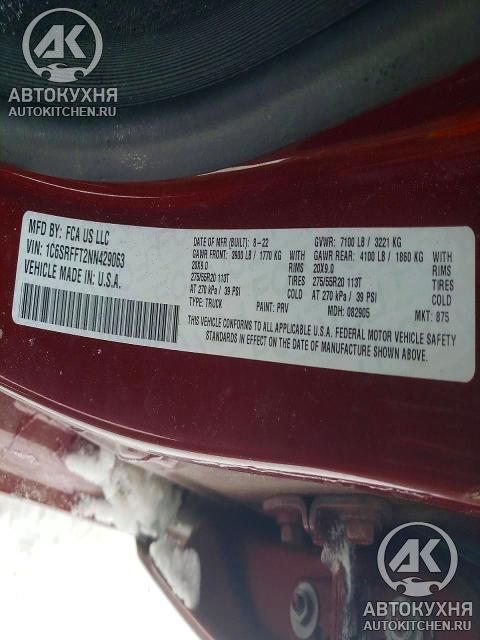 АК
АВТОКУХНЯ
AUTOKITCHEN.RU
MFD BY: FCA US LLC
VIN: 1C6SRFFT2NN429063
VEHICLE MADE IN: U.S.A.
DATE OF MFR (BUILT): 8-22 GVWR: 7100 LB / 3221 KG
GAWR FRONT: 3900 LB / 1770 KG WITH GAWR REAR: 4100 LB / 1860 KG WITH
20X9.0 RIMS 20X9.0 RIMS
275/55R20 113T TIRES 275/55R20 113T TIRES
AT 270 kPa / 39 PSI COLD AT 270 kPa / 39 PSI COLD
TYPE: TRUCK PAINT: PRV MDH: 082905 MKT: 875
THIS VEHICLE CONFORMS TO ALL APPLICABLE U.S.A. FEDERAL MOTOR VEHICLE SAFETY
STANDARDS IN EFFECT ON THE DATE OF MANUFACTURE SHOWN ABOVE.
АК
АВТОКУХНЯ
AUTOKITCHEN.RU